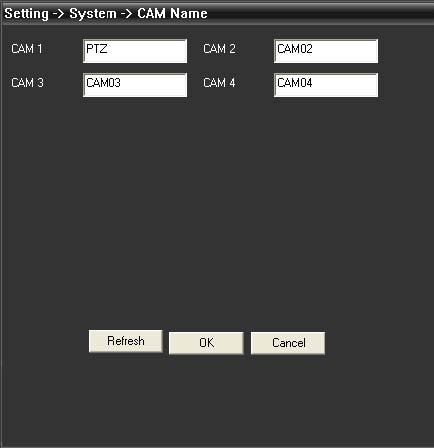 Setting -> System -> CAM Name
CAM 1 PTZ CAM 2 CAM02
CAM 3 CAM03 CAM 4 CAM04
Refresh OK Cancel